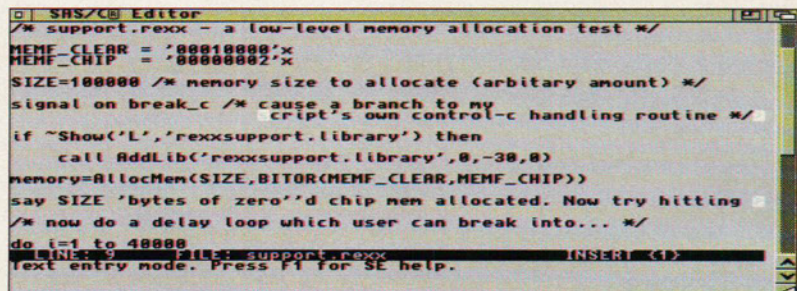 SAS/C® Editor
/* support.rexx - a low-level memory allocation test */
MEMF_CLEAR = '00010000'x
MEMF_CHIP = '00000002'x
SIZE=100000 /* memory size to allocate (arbitary amount) */
signal on break_c /* cause a branch to my
cript's own control-c handling routine */
if ~Show('L','rexxsupport.library') then
call AddLib('rexxsupport.library',0,-30,0)
memory=AllocMem(SIZE,BITOR(MEMF_CLEAR,MEMF_CHIP))
say SIZE 'bytes of zero''d chip mem allocated. Now try hitting
/* now do a delay loop which user can break into... */
do i=1 to 40000
LINE: 9 FILE: support.rexx INSERT {1}
Text entry mode. Press F1 for SE help.